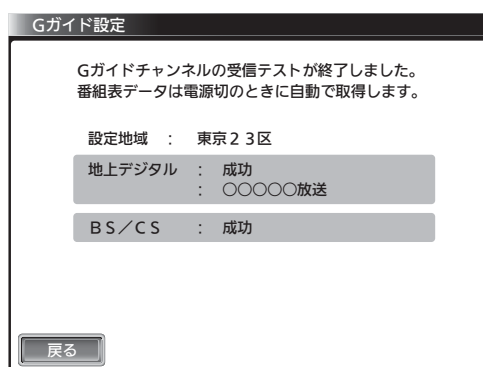 Gガイド設定
Gガイドチャンネルの受信テストが終了しました。
番組表データは電源切のときに自動で取得します。
設定地域 : 東京23区
地上デジタル : 成功
: ○○○○○放送
BS/CS : 成功
戻る